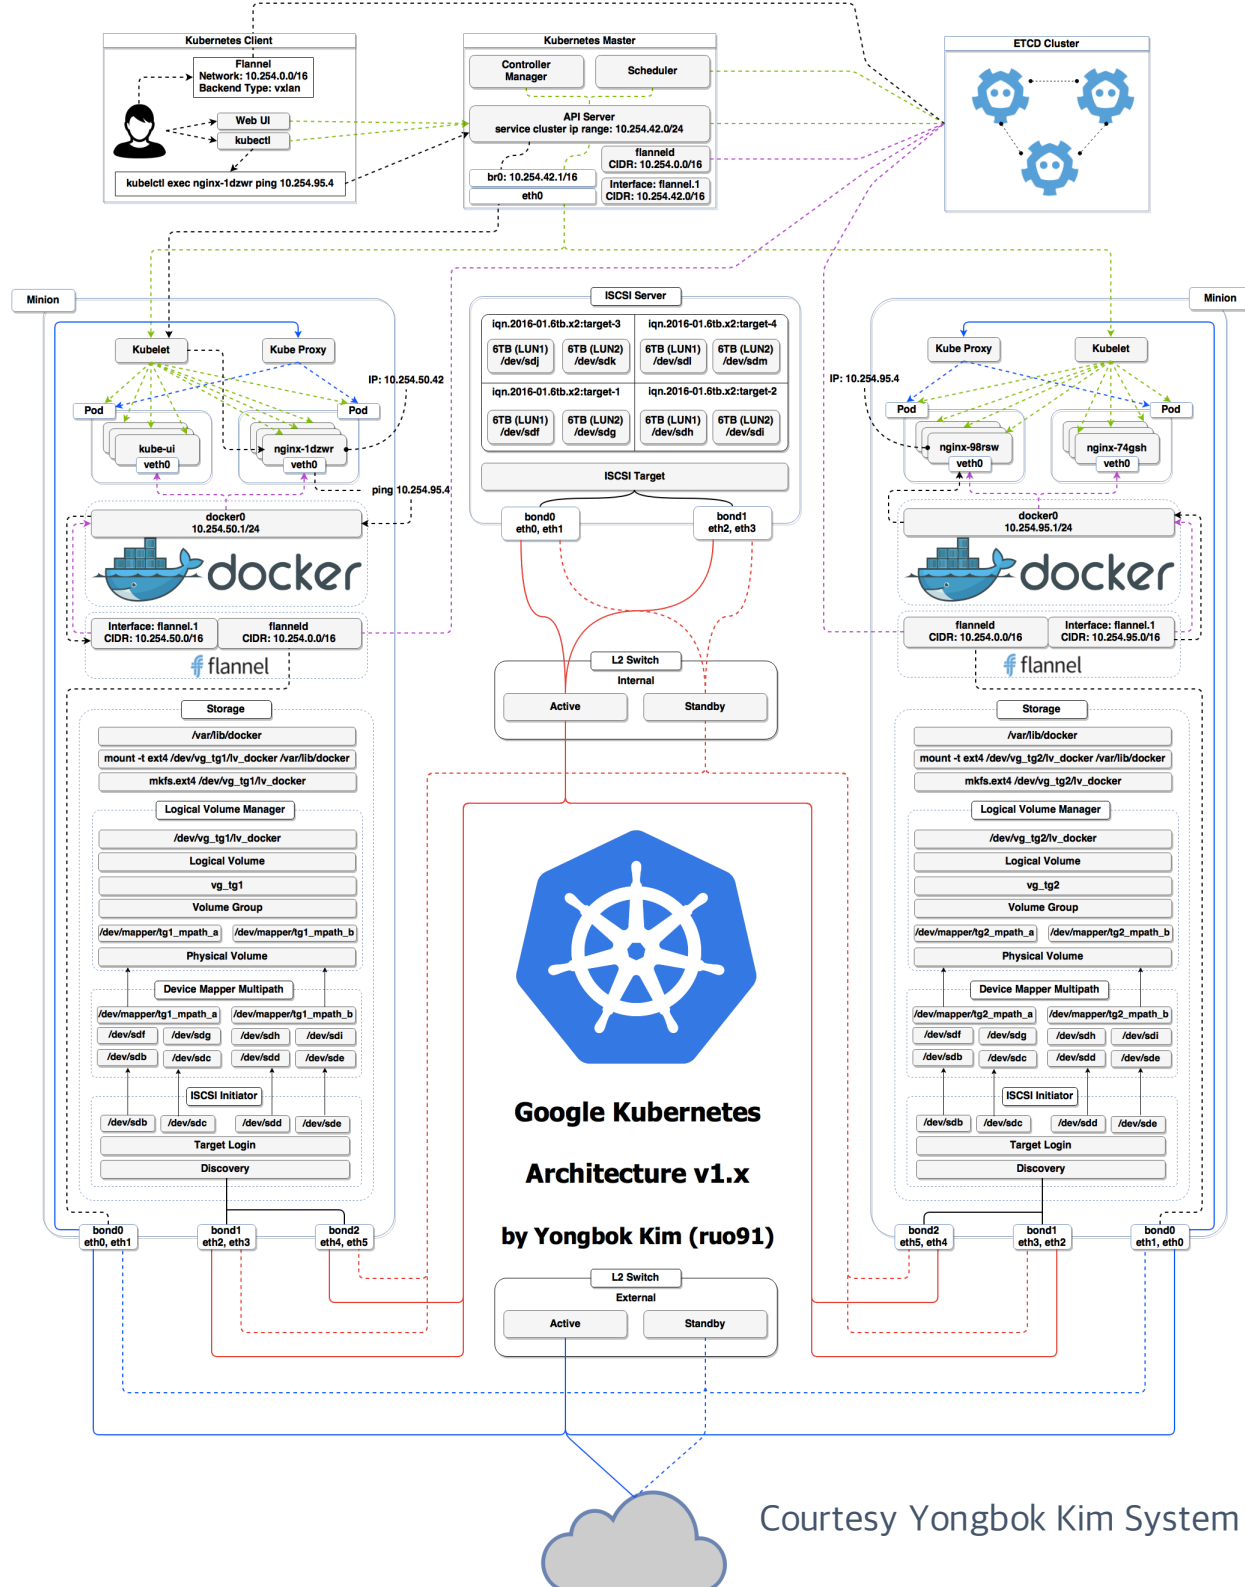 Kubernetes Client
Flannel
Network: 10.254.0.0/16
Backend Type: vxlan
Web UI
kubectl
kubelctl exec nginx-1dzwr ping 10.254.95.4
Kubernetes Master
Controller
Manager
Scheduler
API Server
service cluster ip range: 10.254.42.0/24
flanneld
CIDR: 10.254.0.0/16
br0: 10.254.42.1/16
eth0
Interface: flannel.1
CIDR: 10.254.42.0/16
ETCD Cluster
Minion
Kubelet
Kube Proxy
IP: 10.254.50.42
Pod
Pod
kube-ui
veth0
nginx-1dzwr
veth0
ping 10.254.95.4
docker0
10.254.50.1/24
docker
Interface: flannel.1
CIDR: 10.254.50.0/16
flanneld
CIDR: 10.254.0.0/16
flannel
Storage
/var/lib/docker
mount -t ext4 /dev/vg_tg1/lv_docker /var/lib/docker
mkfs.ext4 /dev/vg_tg1/lv_docker
Logical Volume Manager
/dev/vg_tg1/lv_docker
Logical Volume
vg_tg1
Volume Group
/dev/mapper/tg1_mpath_a
/dev/mapper/tg1_mpath_b
Physical Volume
Device Mapper Multipath
/dev/mapper/tg1_mpath_a
/dev/mapper/tg1_mpath_b
/dev/sdf
/dev/sdg
/dev/sdh
/dev/sdi
/dev/sdb
/dev/sdc
/dev/sdd
/dev/sde
ISCSI Initiator
/dev/sdb
/dev/sdc
/dev/sdd
/dev/sde
Target Login
Discovery
bond0
eth0, eth1
bond1
eth2, eth3
bond2
eth4, eth5
ISCSI Server
iqn.2016-01.6tb.x2:target-3
6TB (LUN1)
/dev/sdj
6TB (LUN2)
/dev/sdk
iqn.2016-01.6tb.x2:target-4
6TB (LUN1)
/dev/sdl
6TB (LUN2)
/dev/sdm
iqn.2016-01.6tb.x2:target-1
6TB (LUN1)
/dev/sdf
6TB (LUN2)
/dev/sdg
iqn.2016-01.6tb.x2:target-2
6TB (LUN1)
/dev/sdh
6TB (LUN2)
/dev/sdi
ISCSI Target
bond0
eth0, eth1
bond1
eth2, eth3
L2 Switch
Internal
Active
Standby
Google Kubernetes
Architecture v1.x
by Yongbok Kim (ruo91)
L2 Switch
External
Active
Standby
Minion
Kube Proxy
Kubelet
IP: 10.254.95.4
Pod
Pod
nginx-98rsw
veth0
nginx-74gsh
veth0
docker0
10.254.95.1/24
docker
flanneld
CIDR: 10.254.0.0/16
Interface: flannel.1
CIDR: 10.254.95.0/16
flannel
Storage
/var/lib/docker
mount -t ext4 /dev/vg_tg2/lv_docker /var/lib/docker
mkfs.ext4 /dev/vg_tg2/lv_docker
Logical Volume Manager
/dev/vg_tg2/lv_docker
Logical Volume
vg_tg2
Volume Group
/dev/mapper/tg2_mpath_a
/dev/mapper/tg2_mpath_b
Physical Volume
Device Mapper Multipath
/dev/mapper/tg2_mpath_a
/dev/mapper/tg2_mpath_b
/dev/sdf
/dev/sdg
/dev/sdh
/dev/sdi
/dev/sdb
/dev/sdc
/dev/sdd
/dev/sde
ISCSI Initiator
/dev/sdb
/dev/sdc
/dev/sdd
/dev/sde
Target Login
Discovery
bond2
eth5, eth4
bond1
eth3, eth2
bond0
eth1, eth0
Courtesy Yongbok Kim System